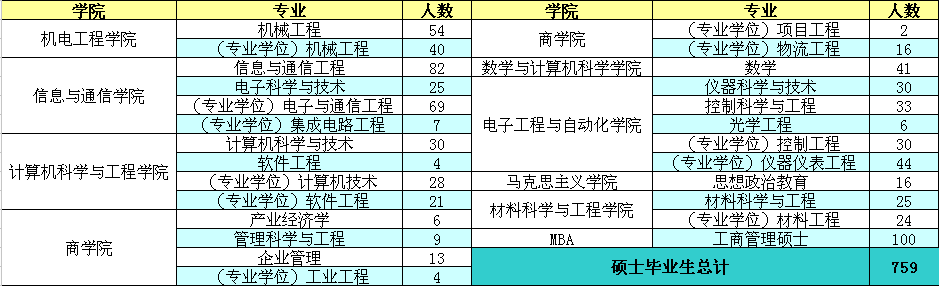 学院 专业 人数 学院 专业 人数
机电工程学院 机械工程 54 商学院 （专业学位）项目工程 2
（专业学位）机械工程 40 （专业学位）物流工程 16
信息与通信学院 信息与通信工程 82 数学与计算机科学学院 数学 41
电子科学与技术 25 电子工程与自动化学院 仪器科学与技术 30
（专业学位）电子与通信工程 69 控制科学与工程 33
（专业学位）集成电路工程 7 光学工程 6
计算机科学与工程学院 计算机科学与技术 30 （专业学位）控制工程 30
软件工程 4 （专业学位）仪器仪表工程 44
（专业学位）计算机技术 28 马克思主义学院 思想政治教育 16
（专业学位）软件工程 21 材料科学与工程学院 材料科学与工程 25
商学院 产业经济学 6 （专业学位）材料工程 24
管理科学与工程 9 MBA 工商管理硕士 100
企业管理 13 硕士毕业生总计 759
（专业学位）工业工程 4